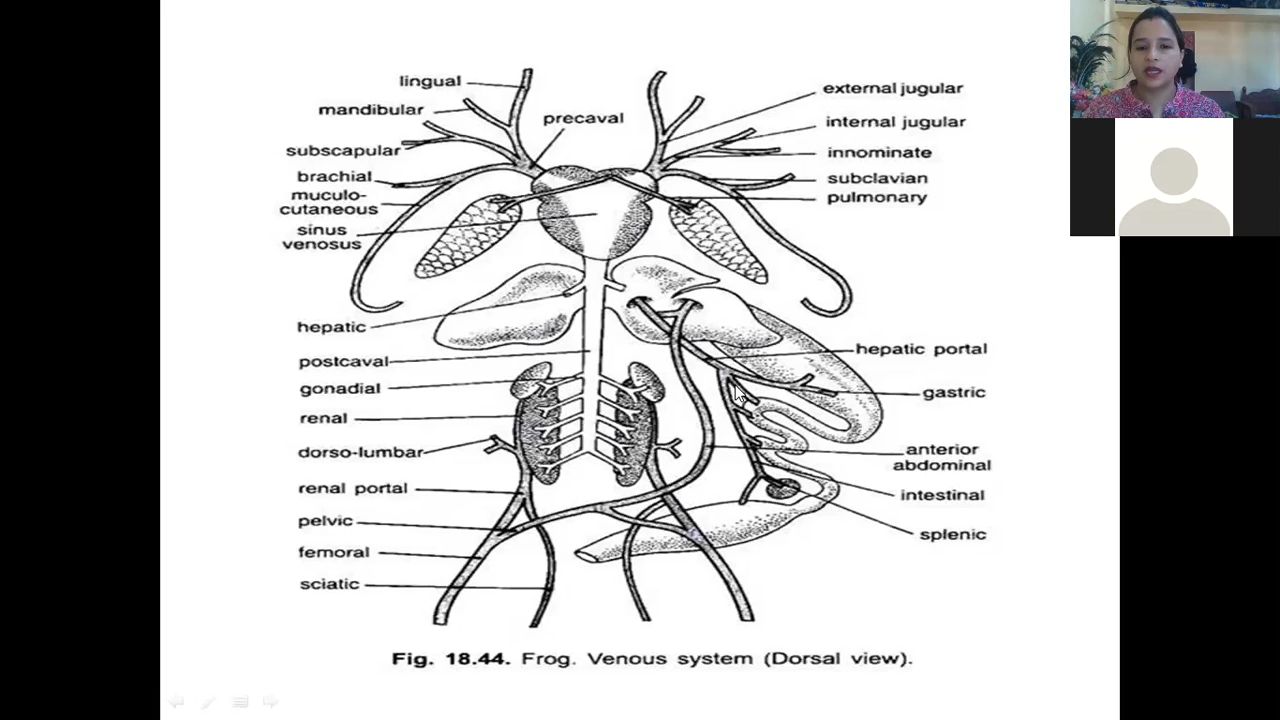 lingual
mandibular
precaval
subscapular
brachial
muculo-
cutaneous
sinus
venosus
hepatic
postcaval
gonadial
renal
dorso-lumbar
renal portal
pelvic
femoral
sciatic
external jugular
internal jugular
innominate
subclavian
pulmonary
hepatic portal
gastric
anterior
abdominal
intestinal
splenic
Fig. 18.44. Frog. Venous system (Dorsal view).